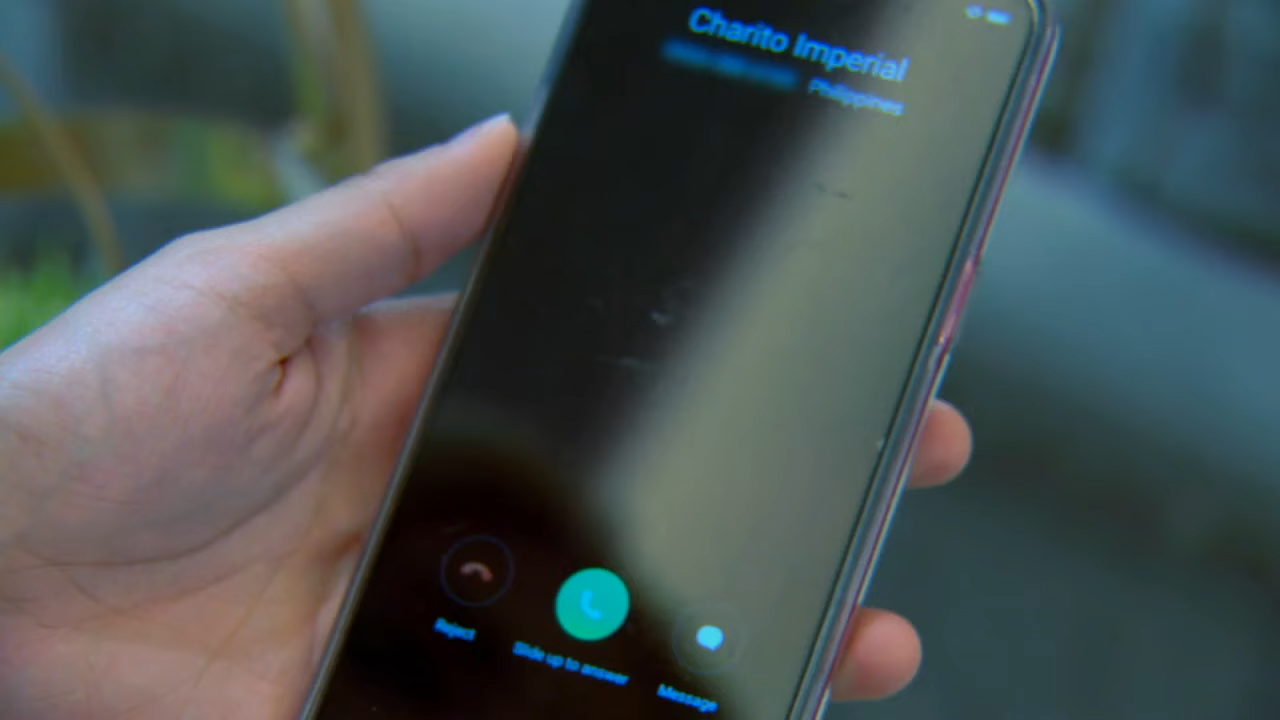 Charito Imperial
Philippines
Reject
Slide up to answer
Message